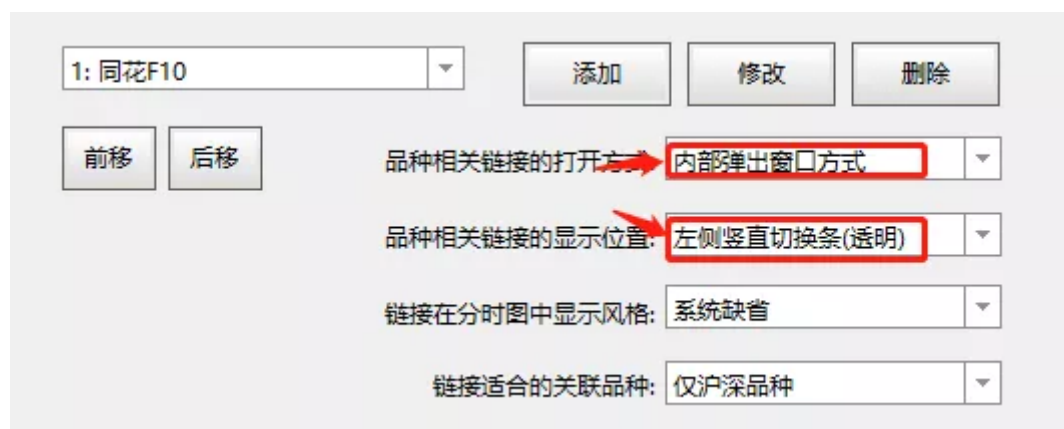 1: 同花F10
添加
修改
删除
前移
后移
品种相关链接的打开方式: 内部弹出窗口方式
品种相关链接的显示位置: 左侧竖直切换条(透明)
链接在分时图中显示风格: 系统缺省
链接适合的关联品种: 仅沪深品种